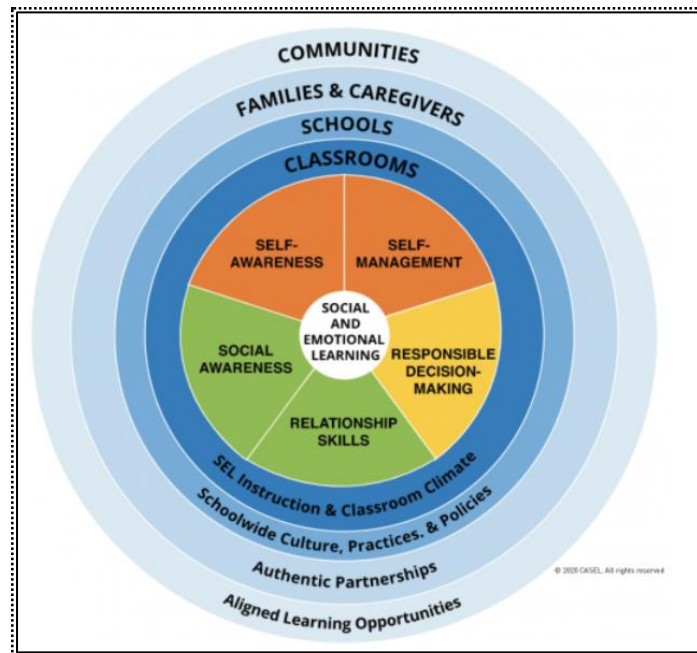 COMMUNITIES
FAMILIES & CAREGIVERS
SCHOOLS
CLASSROOMS
SELF-
AWARENESS
SELF-
MANAGEMENT
SOCIAL
AND
EMOTIONAL
LEARNING
SOCIAL
AWARENESS
RESPONSIBLE
DECISION-
MAKING
RELATIONSHIP
SKILLS
SEL Instruction & Classroom Climate
Schoolwide Culture, Practices. & Policies
Authentic Partnerships
Aligned Learning Opportunities
© 2020 CASEL. All rights reserved